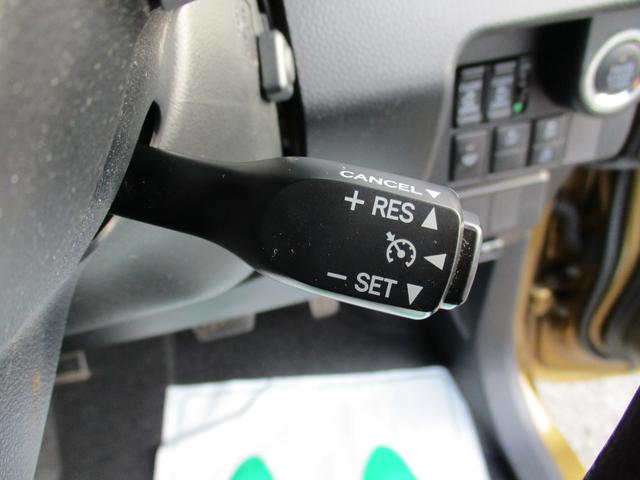 CANCEL▼
+ RES ▲
◀
− SET ▼